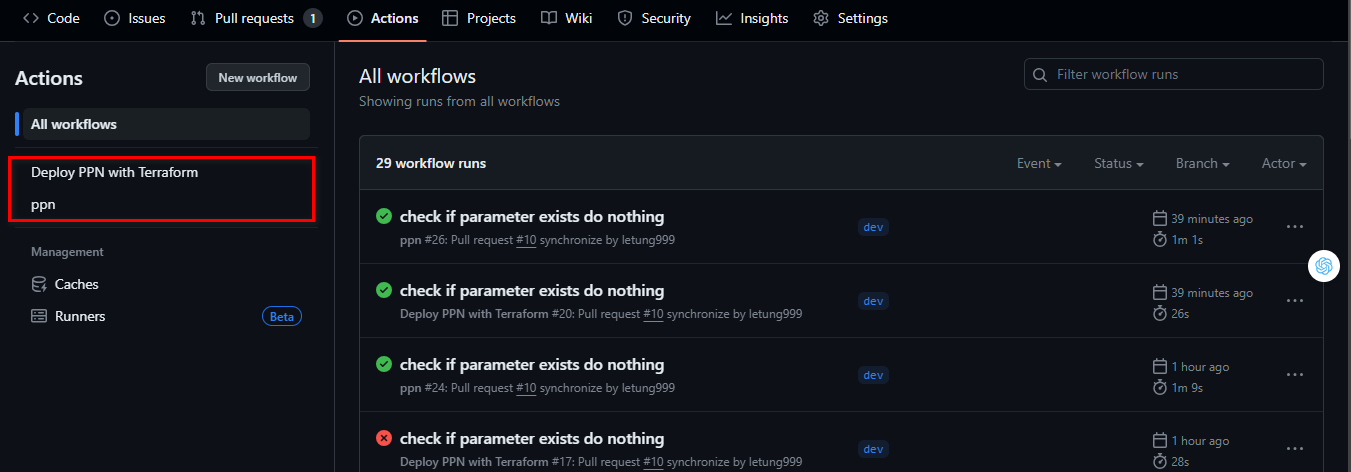 Code Issues Pull requests 1 Actions Projects Wiki Security Insights Settings
Actions
New workflow
All workflows
Deploy PPN with Terraform
ppn
Management
Caches
Runners Beta
All workflows
Showing runs from all workflows
Filter workflow runs
29 workflow runs Event Status Branch Actor
check if parameter exists do nothing
ppn #26: Pull request #10 synchronize by letung999
dev
39 minutes ago
1m 1s
check if parameter exists do nothing
Deploy PPN with Terraform #20: Pull request #10 synchronize by letung999
dev
39 minutes ago
26s
check if parameter exists do nothing
ppn #24: Pull request #10 synchronize by letung999
dev
1 hour ago
1m 9s
check if parameter exists do nothing
Deploy PPN with Terraform #17: Pull request #10 synchronize by letung999
dev
1 hour ago
28s